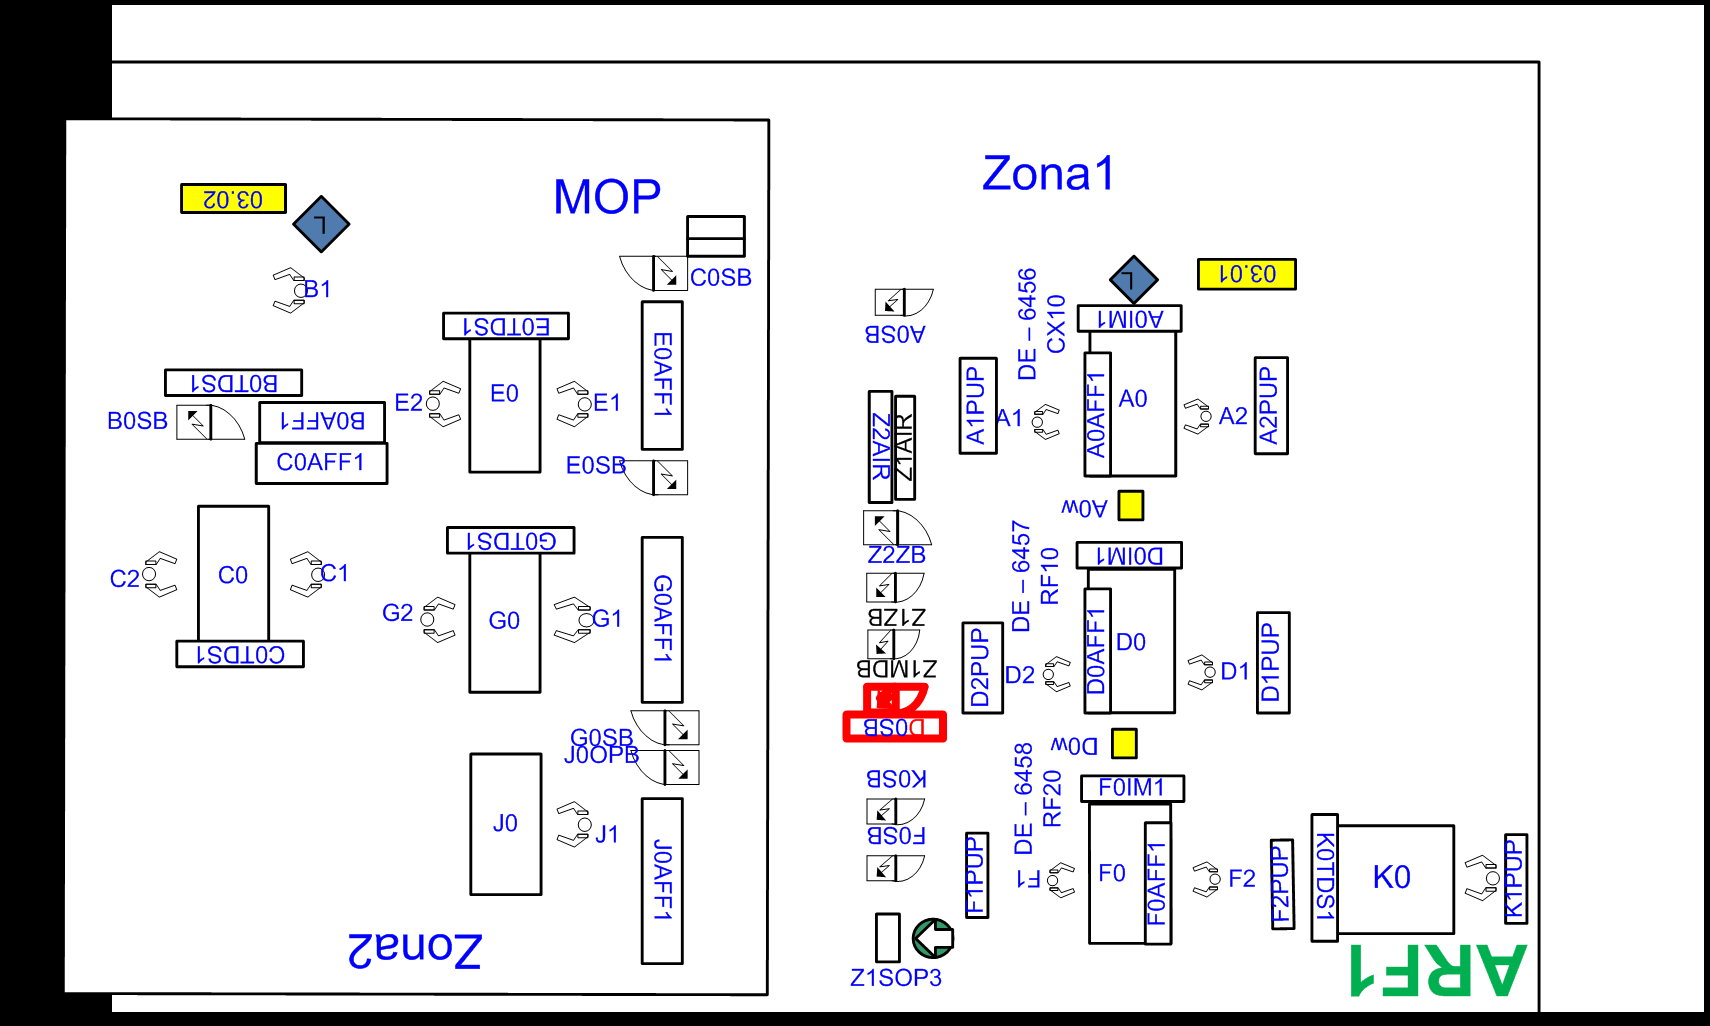 Zona1
MOP
03.02
L
B1
C0SB
E0TDS1
E0AFF1
E2
E0
E1
B0TDS1
B0SB
B0AFF1
C0AFF1
E0SB
C2
C0
C1
C0TDS1
G0TDS1
G2
G0
G1
G0AFF1
G0SB
J0OPB
J0
J1
J0AFF1
Zona2
A0SB
DE – 6456
CX10
L
03.01
A0IM1
A1PUP
A1
A0AFF1
A0
A2
A2PUP
Z2AIR
Z1AIR
A0w
Z2ZB
Z1ZB
Z1MDB
D0SB
DE – 6457
RF10
D0IM1
D2PUP
D2
D0AFF1
D0
D1
D1PUP
D0w
K0SB
F0SB
DE – 6458
RF20
F0IM1
F1PUP
F1
F0
F0AFF1
F2
F2PUP
K0TDS1
K0
K1PUP
Z1SOP3
ARF1